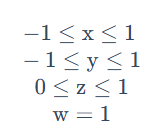 −1 ≤ x ≤ 1
− 1 ≤ y ≤ 1
0 ≤ z ≤ 1
w = 1